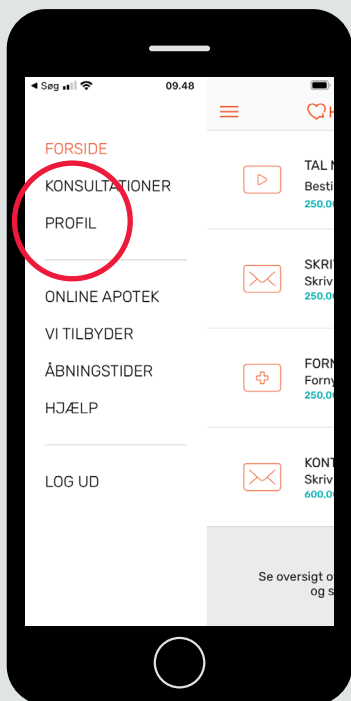 Søg
09.48
FORSIDE
KONSULTATIONER
PROFIL
ONLINE APOTEK
VI TILBYDER
ÅBNINGSTIDER
HJÆLP
LOG UD
H
TAL
Besti
250,0
SKRI
Skriv
250,0
FORN
Forny
250,0
KONT
Skriv
600,0
Se oversigt o
og s